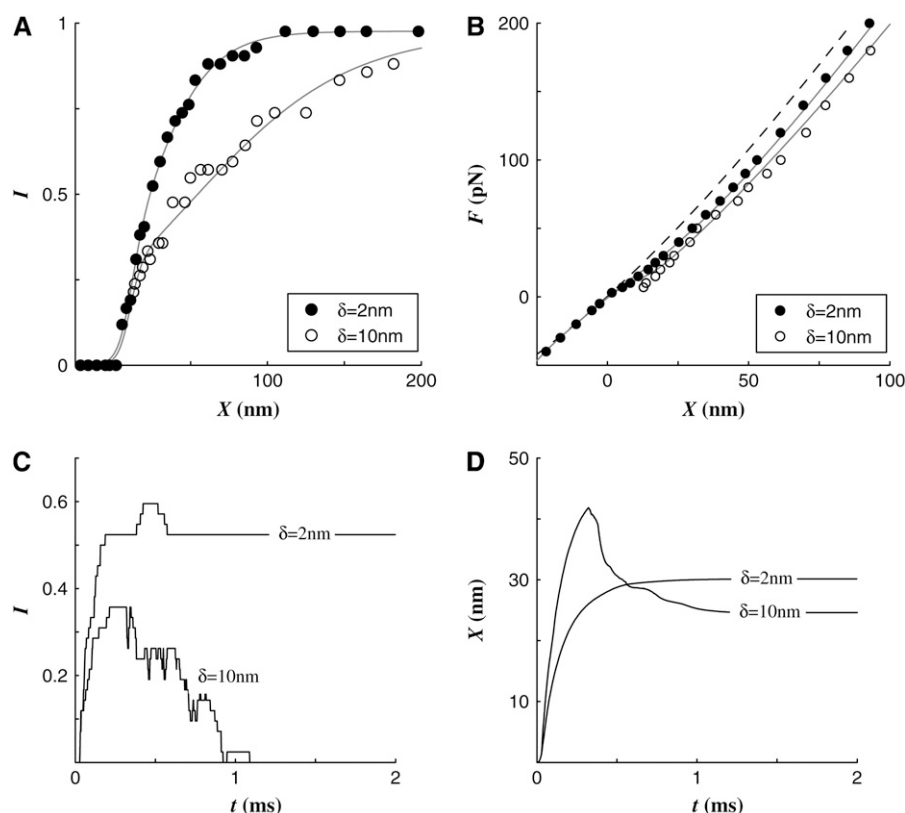 A
1
0.5
0
I
100
200
X (nm)
δ=2nm
δ=10nm
B
200
100
0
F (pN)
0
50
100
X (nm)
δ=2nm
δ=10nm
C
0.6
0.4
0.2
I
δ=2nm
δ=10nm
0
1
2
t (ms)
D
50
30
10
X (nm)
δ=2nm
δ=10nm
0
1
2
t (ms)